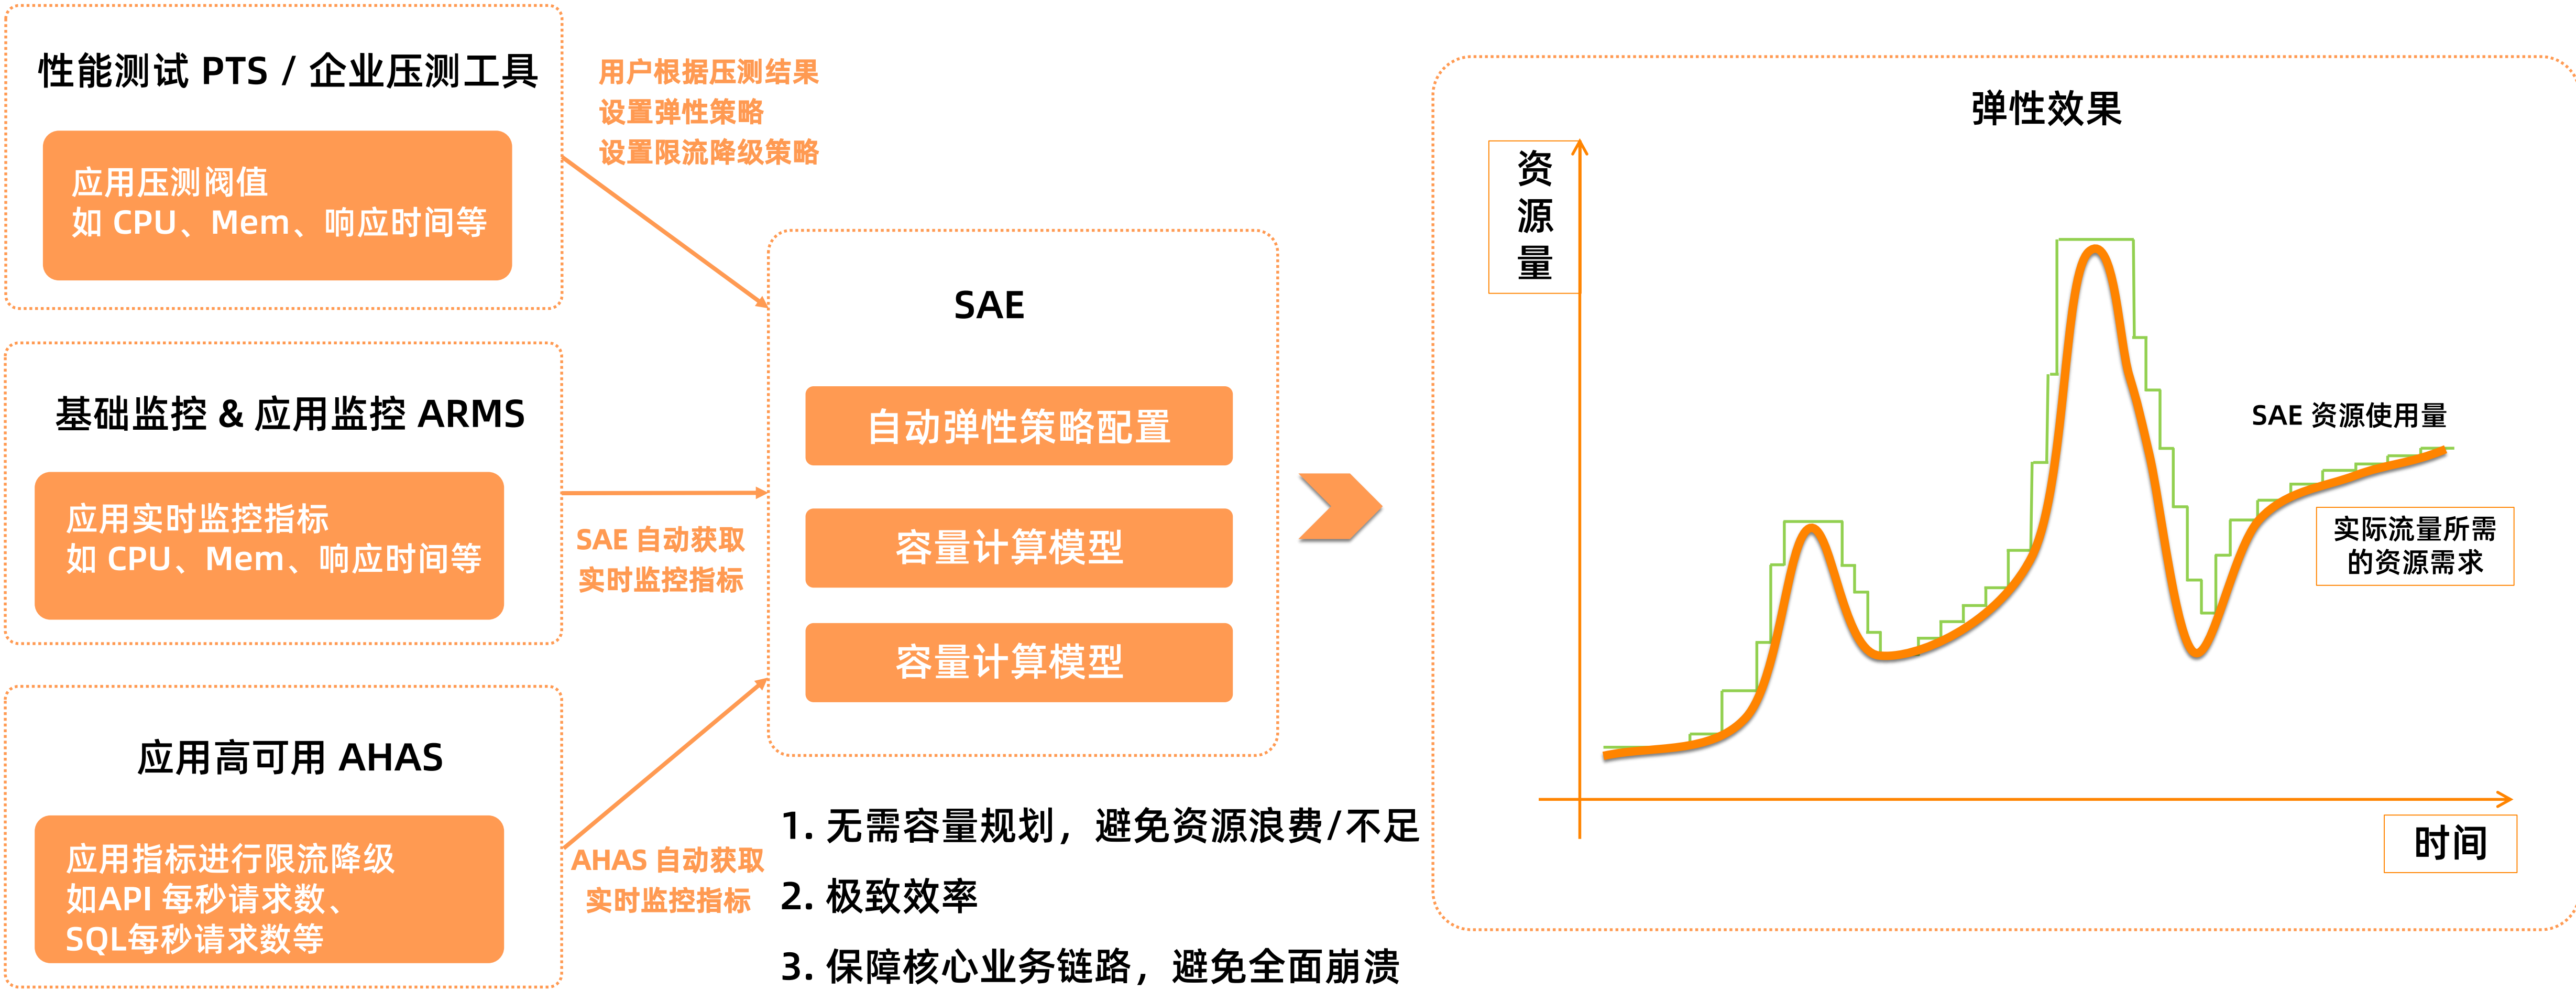 性能测试 PTS / 企业压测工具
应用压测阀值
如 CPU、Mem、响应时间等
用户根据压测结果
设置弹性策略
设置限流降级策略
基础监控 & 应用监控 ARMS
应用实时监控指标
如 CPU、Mem、响应时间等
SAE 自动获取
实时监控指标
应用高可用 AHAS
应用指标进行限流降级
如API 每秒请求数、
SQL每秒请求数等
AHAS 自动获取
实时监控指标
SAE
自动弹性策略配置
容量计算模型
容量计算模型
1. 无需容量规划，避免资源浪费/不足
2. 极致效率
3. 保障核心业务链路，避免全面崩溃
弹性效果
资
源
量
SAE 资源使用量
实际流量所需
的资源需求
时间